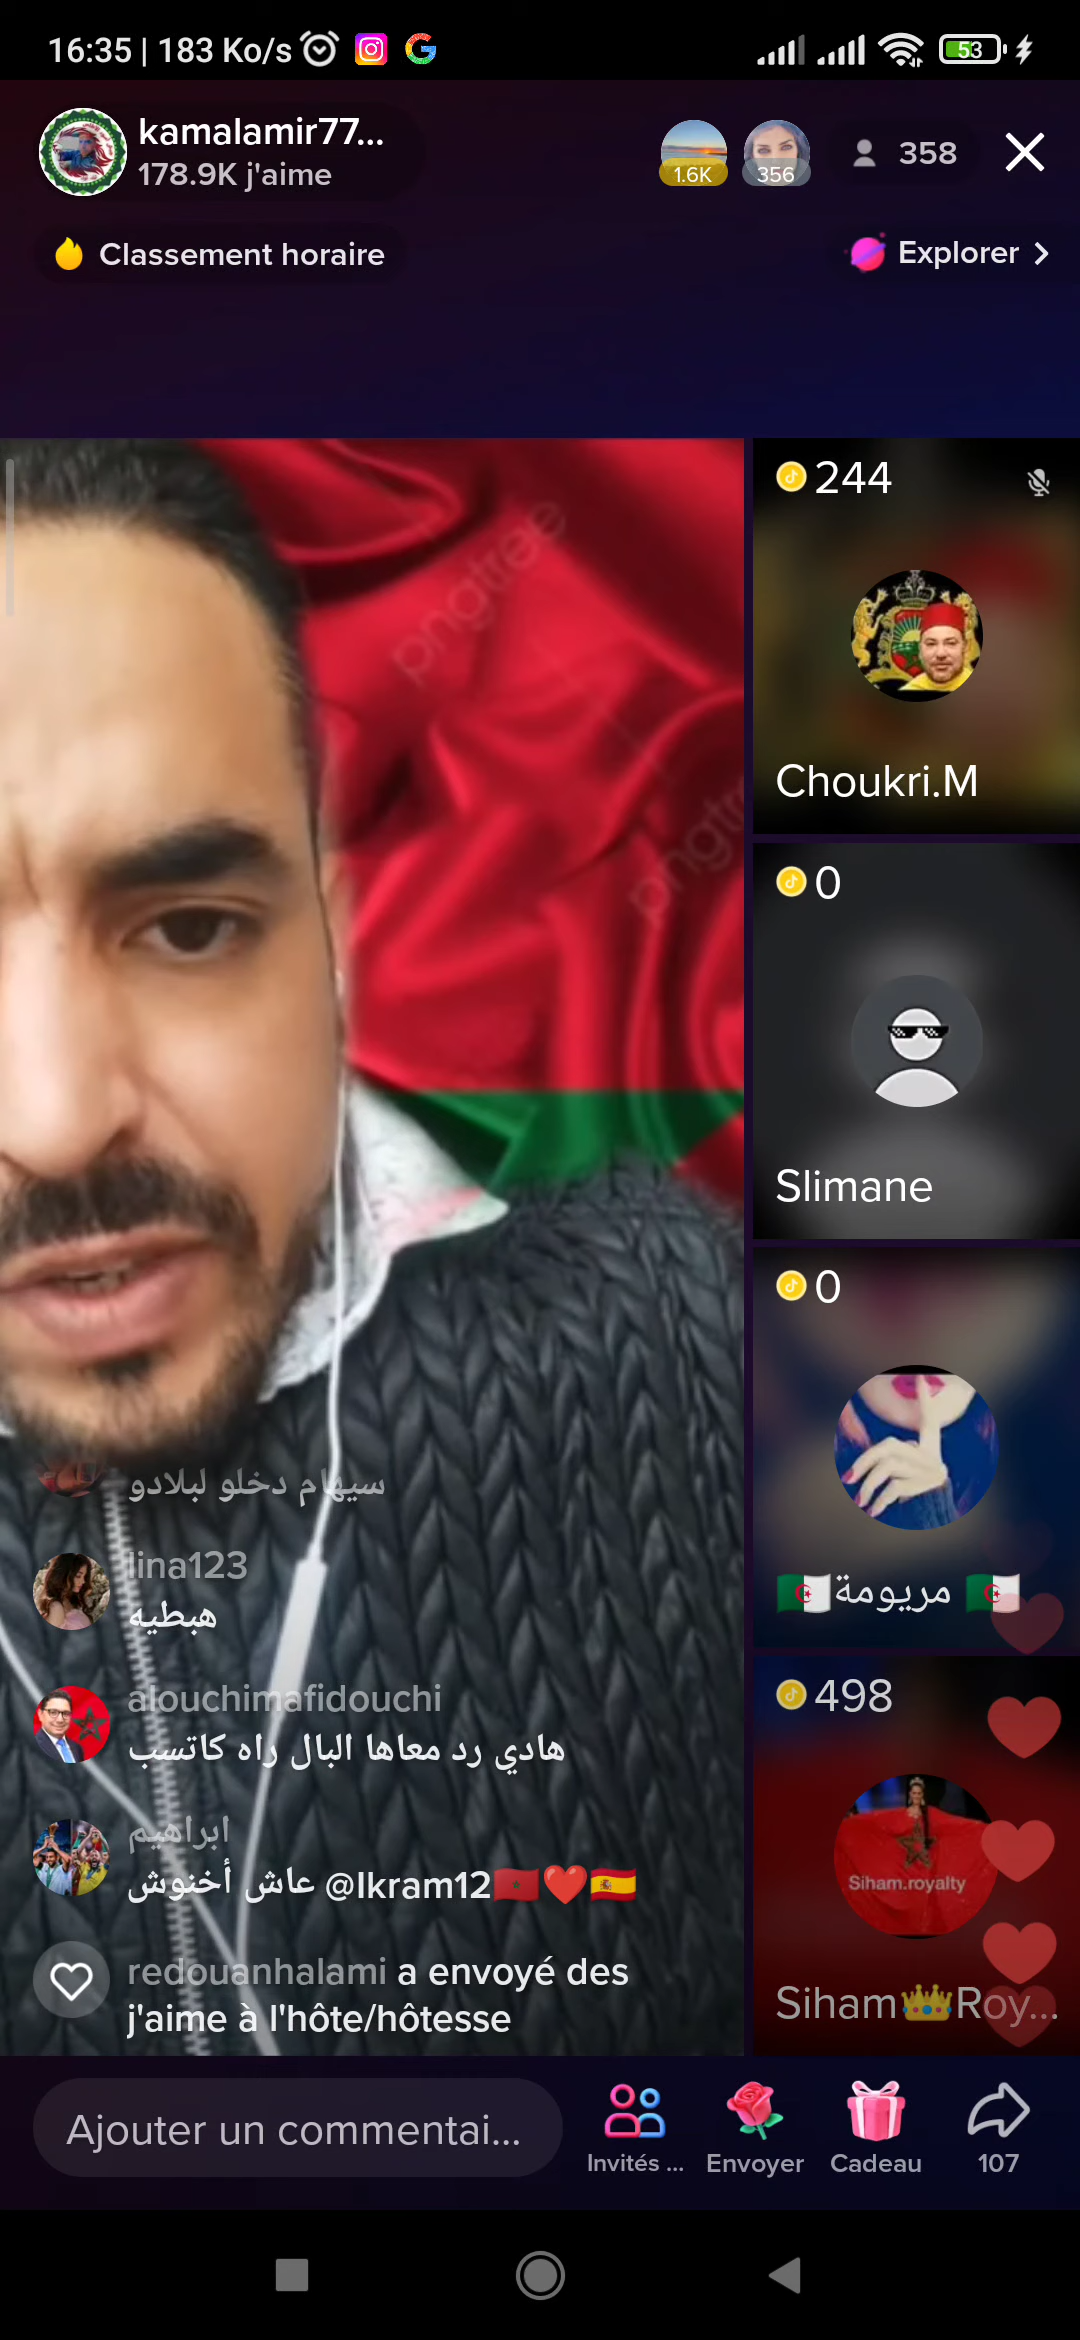 16:35 | 183 Ko/s
53
kamalamir77...
178.9K j'aime
1.6K
356
358
Classement horaire
Explorer
pngtree
244
Choukri.M
0
Slimane
0
🇩🇿مريومة 🇩🇿
498
Siham.royalty
Siham👑Roy...
سيهام دخلو لبلادو
lina123
هبطيه
alouchimafidouchi
هادي رد معاها البال راه كاتسب
ابراهيم
عاش أخنوش @Ikram12🇲🇦❤️🇪🇸
redouanhalami a envoyé des
j'aime à l'hôte/hôtesse
Ajouter un commentai...
Invités ...
Envoyer
Cadeau
107